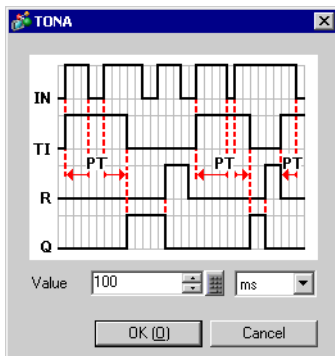 TONA
IN
TI
PT
PT
PT
R
Q
Value
100
ms
OK (O)
Cancel